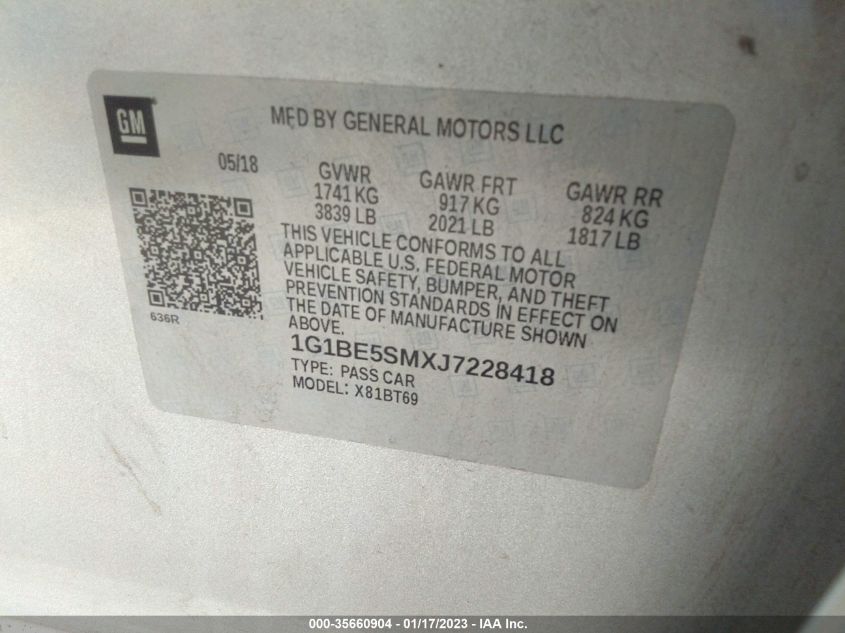 GM
MFD BY GENERAL MOTORS LLC
05/18
GVWR
1741 KG
3839 LB
GAWR FRT
917 KG
2021 LB
GAWR RR
824 KG
1817 LB
THIS VEHICLE CONFORMS TO ALL
APPLICABLE U.S. FEDERAL MOTOR
VEHICLE SAFETY, BUMPER, AND THEFT
PREVENTION STANDARDS IN EFFECT ON
THE DATE OF MANUFACTURE SHOWN
ABOVE.
636R
1G1BE5SMXJ7228418
TYPE: PASS CAR
MODEL: X81BT69
000-35660904 - 01/17/2023 - IAA Inc.